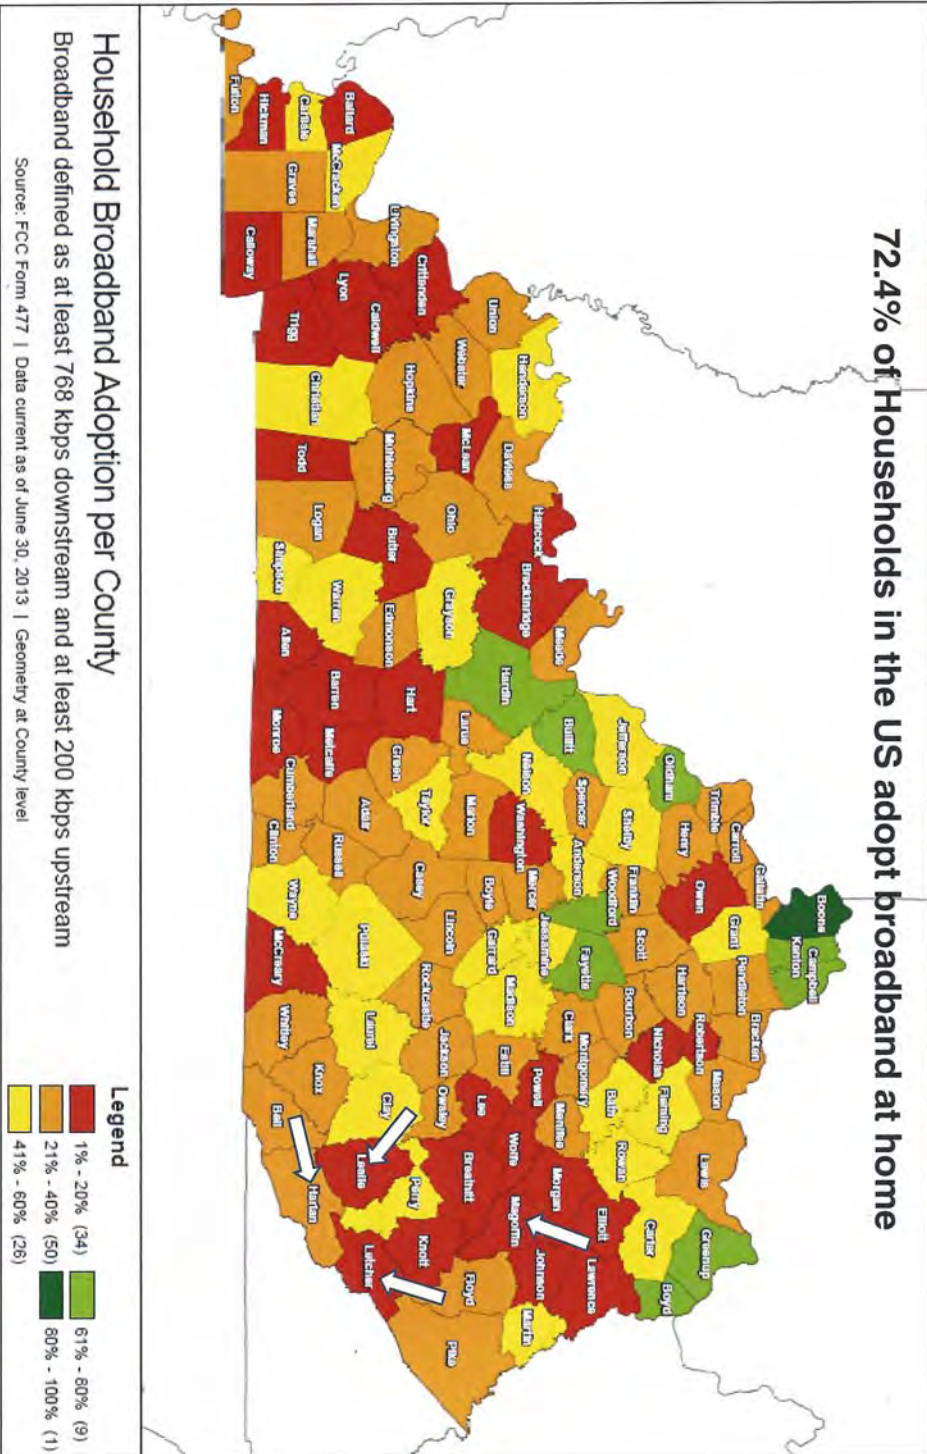 72.4% of Households in the US adopt broadband at home
Boone
Campbell
Kenton
Gallatin
Carroll
Trimble
Grant
Pendleton
Bracken
Owen
Henry
Oldham
Harrison
Robertson
Mason
Lewis
Greenup
Boyd
Jefferson
Shelby
Franklin
Scott
Bourbon
Nicholas
Fleming
Rowan
Carter
Elliott
Lawrence
Bullitt
Spencer
Anderson
Woodford
Fayette
Clark
Montgomery
Bath
Menifee
Morgan
Meade
Breckinridge
Hancock
Hardin
Nelson
Washington
Mercer
Jessamine
Madison
Estill
Powell
Wolfe
Magoffin
Johnson
Martin
Henderson
Union
Daviess
McLean
Webster
Ohio
Grayson
Larue
Marion
Boyle
Garrard
Lincoln
Rockcastle
Jackson
Lee
Owsley
Breathitt
Floyd
Pike
Crittenden
Livingston
Hopkins
Muhlenberg
Butler
Edmonson
Hart
Green
Taylor
Casey
Pulaski
Laurel
Clay
Perry
Knott
Leslie
Letcher
Ballard
McCracken
Lyon
Caldwell
Christian
Todd
Logan
Warren
Barren
Metcalfe
Adair
Russell
Wayne
McCreary
Whitley
Knox
Bell
Harlan
Carlisle
Hickman
Fulton
Graves
Marshall
Calloway
Trigg
Simpson
Allen
Monroe
Cumberland
Clinton
Household Broadband Adoption per County
Broadband defined as at least 768 kbps downstream and at least 200 kbps upstream
Source: FCC Form 477 | Data current as of June 30, 2013 | Geometry at County level
Legend
1% - 20% (34)
21% - 40% (50)
41% - 60% (26)
61% - 80% (9)
80% - 100% (1)